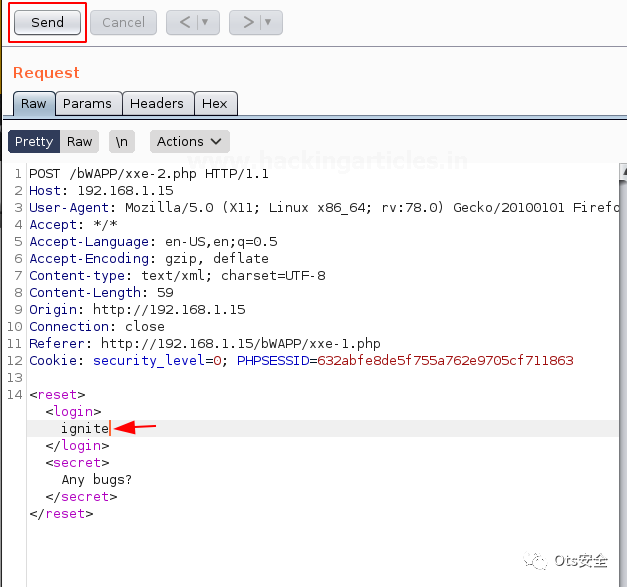 Send Cancel < | ▼ > | ▼
Request
Raw Params Headers Hex
Pretty Raw \n Actions
www.hackingarticles.in
1 POST /bWAPP/xxe-2.php HTTP/1.1
2 Host: 192.168.1.15
3 User-Agent: Mozilla/5.0 (X11; Linux x86_64; rv:78.0) Gecko/20100101 Firefo
4 Accept: */*
5 Accept-Language: en-US,en;q=0.5
6 Accept-Encoding: gzip, deflate
7 Content-type: text/xml; charset=UTF-8
8 Content-Length: 59
9 Origin: http://192.168.1.15
10 Connection: close
11 Referer: http://192.168.1.15/bWAPP/xxe-1.php
12 Cookie: security_level=0; PHPSESSID=632abfe8de5f755a762e9705cf711863
13
14 <reset>
<login>
ignite
</login>
<secret>
Any bugs?
</secret>
</reset>
Ots安全